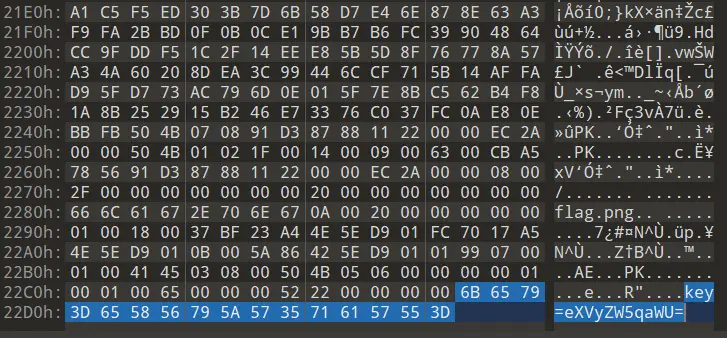 21E0h: A1 C5 F5 ED 30 3B 7D 6B 58 D7 E4 6E 87 8E 63 A3 ¡Åõí0;}kX×än‡Žc£
21F0h: F9 FA 2B BD 0F 0B 0C E1 9B B7 B6 FC 39 90 48 64 ùú+½...á›·¶ü9.Hd
2200h: CC 9F DD F5 1C 2F 14 EE E8 5B 5D 8F 76 77 8A 57 ÌŸÝõ./.îè[].vwŠW
2210h: A3 4A 60 20 8D EA 3C 99 44 6C CF 71 5B 14 AF FA £J` .ê<™DlÏq[.¯ú
2220h: D9 5F D7 73 AC 79 6D 0E 01 5F 7E 8B C5 62 B4 F8 Ù_×s¬ym.._~‹Åb´ø
2230h: 1A 8B 25 29 15 B2 46 E7 33 76 C0 37 FC 0A E8 0E .‹%).²Fç3vÀ7ü.è.
2240h: BB FB 50 4B 07 08 91 D3 87 88 11 22 00 00 EC 2A »ûPK..‘Ó‡ˆ."..ì*
2250h: 00 00 50 4B 01 02 1F 00 14 00 09 00 63 00 CB A5 ..PK........c.Ë¥
2260h: 78 56 91 D3 87 88 11 22 00 00 EC 2A 00 00 08 00 xV‘Ó‡ˆ."..ì*....
2270h: 2F 00 00 00 00 00 00 00 20 00 00 00 00 00 00 00 /....... .......
2280h: 66 6C 61 67 2E 70 6E 67 0A 00 20 00 00 00 00 00 flag.png.. .....
2290h: 01 00 18 00 37 BF 23 A4 4E 5E D9 01 FC 70 17 A5 ....7¿#¤N^Ù.üp.¥
22A0h: 4E 5E D9 01 0B 00 5A 86 42 5E D9 01 01 99 07 00 N^Ù...Z†B^Ù..™..
22B0h: 01 00 41 45 03 08 00 50 4B 05 06 00 00 00 00 01 ..AE...PK.......
22C0h: 00 01 00 65 00 00 00 52 22 00 00 00 00 6B 65 79 ...e...R"....key
22D0h: 3D 65 58 56 79 5A 57 35 71 61 57 55 3D =eXVyZW5qaWU=